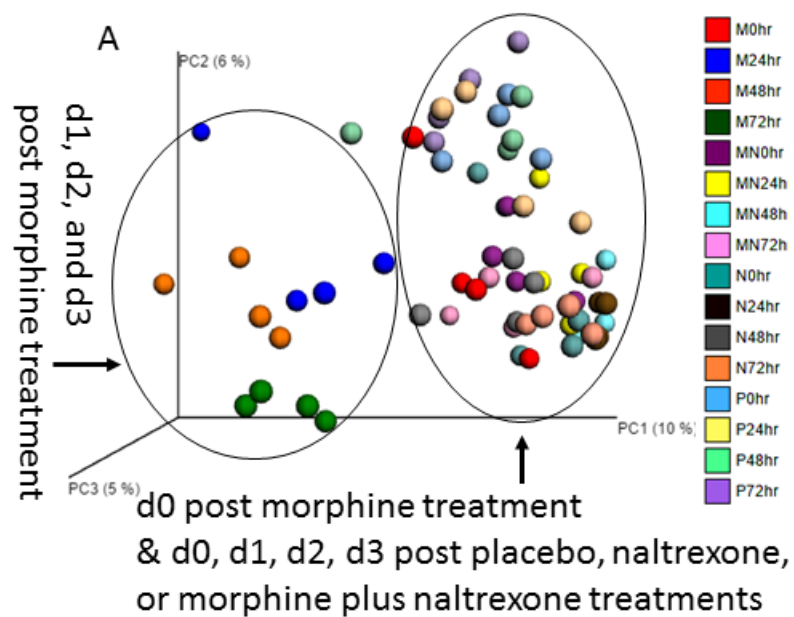 A
PC2 (6 %)
d1, d2, and d3
post morphine treatment
PC1 (10 %)
PC3 (5 %)
d0 post morphine treatment
& d0, d1, d2, d3 post placebo, naltrexone,
or morphine plus naltrexone treatments
M0hr
M24hr
M48hr
M72hr
MN0hr
MN24h
MN48h
MN72h
N0hr
N24hr
N48hr
N72hr
P0hr
P24hr
P48hr
P72hr